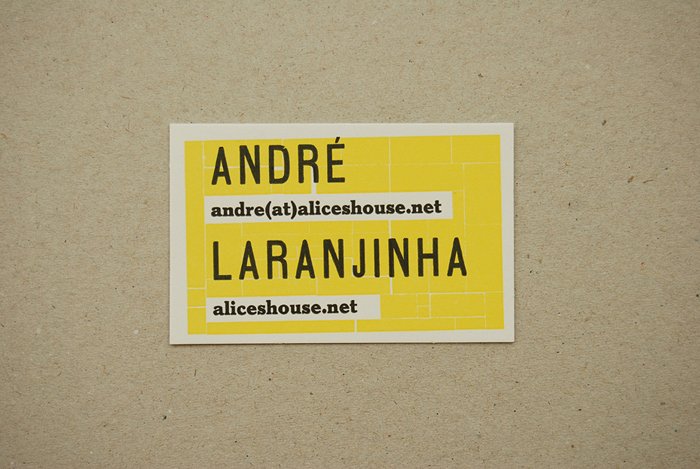 ANDRÉ
andre(at)aliceshouse.net
LARANJINHA
aliceshouse.net